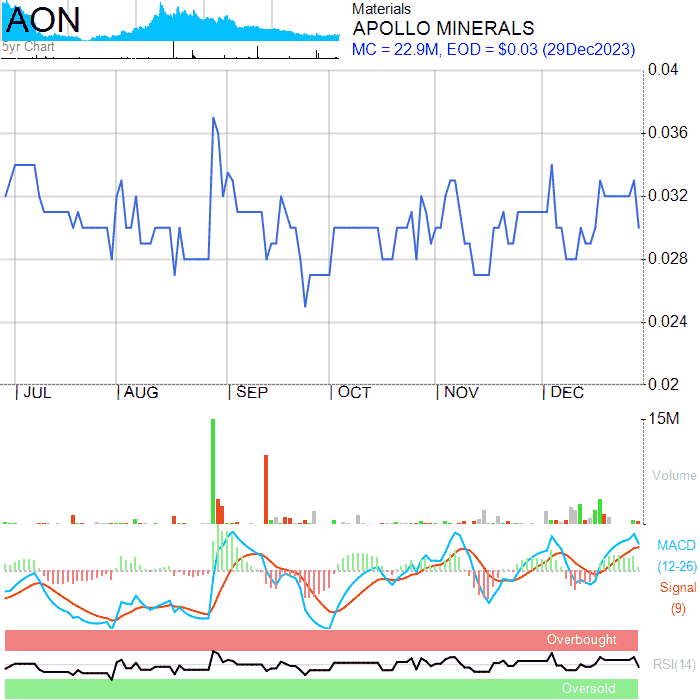 AON
5yr Chart
Materials
APOLLO MINERALS
MC = 22.9M, EOD = $0.03 (29Dec2023)
0.04
0.036
0.032
0.028
0.024
0.02
JUL AUG SEP OCT NOV DEC
15M
Volume
MACD
(12-26)
Signal
(9)
Overbought
RSI(14)
Oversold